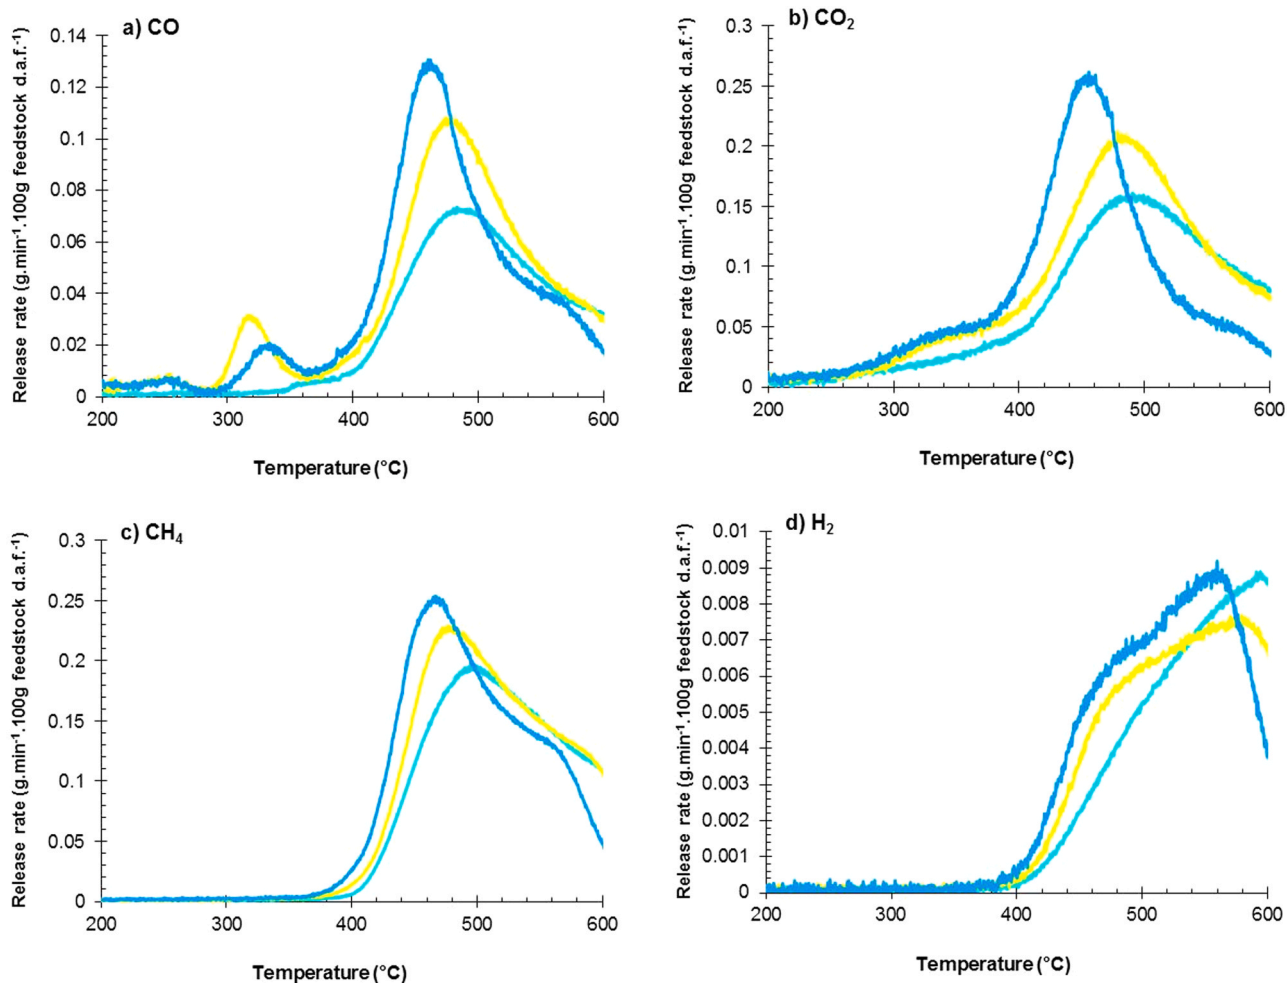 a) CO
Release rate (g.min⁻¹.100g feedstock d.a.f.⁻¹)
0.14
0.12
0.1
0.08
0.06
0.04
0.02
0
200 300 400 500 600
Temperature (°C)
b) CO₂
Release rate (g.min⁻¹.100g feedstock d.a.f.⁻¹)
0.3
0.25
0.2
0.15
0.1
0.05
0
200 300 400 500 600
Temperature (°C)
c) CH₄
Release rate (g.min⁻¹.100g feedstock d.a.f.⁻¹)
0.3
0.25
0.2
0.15
0.1
0.05
0
200 300 400 500 600
Temperature (°C)
d) H₂
Release rate (g.min⁻¹.100g feedstock d.a.f.⁻¹)
0.01
0.009
0.008
0.007
0.006
0.005
0.004
0.003
0.002
0.001
0
200 300 400 500 600
Temperature (°C)